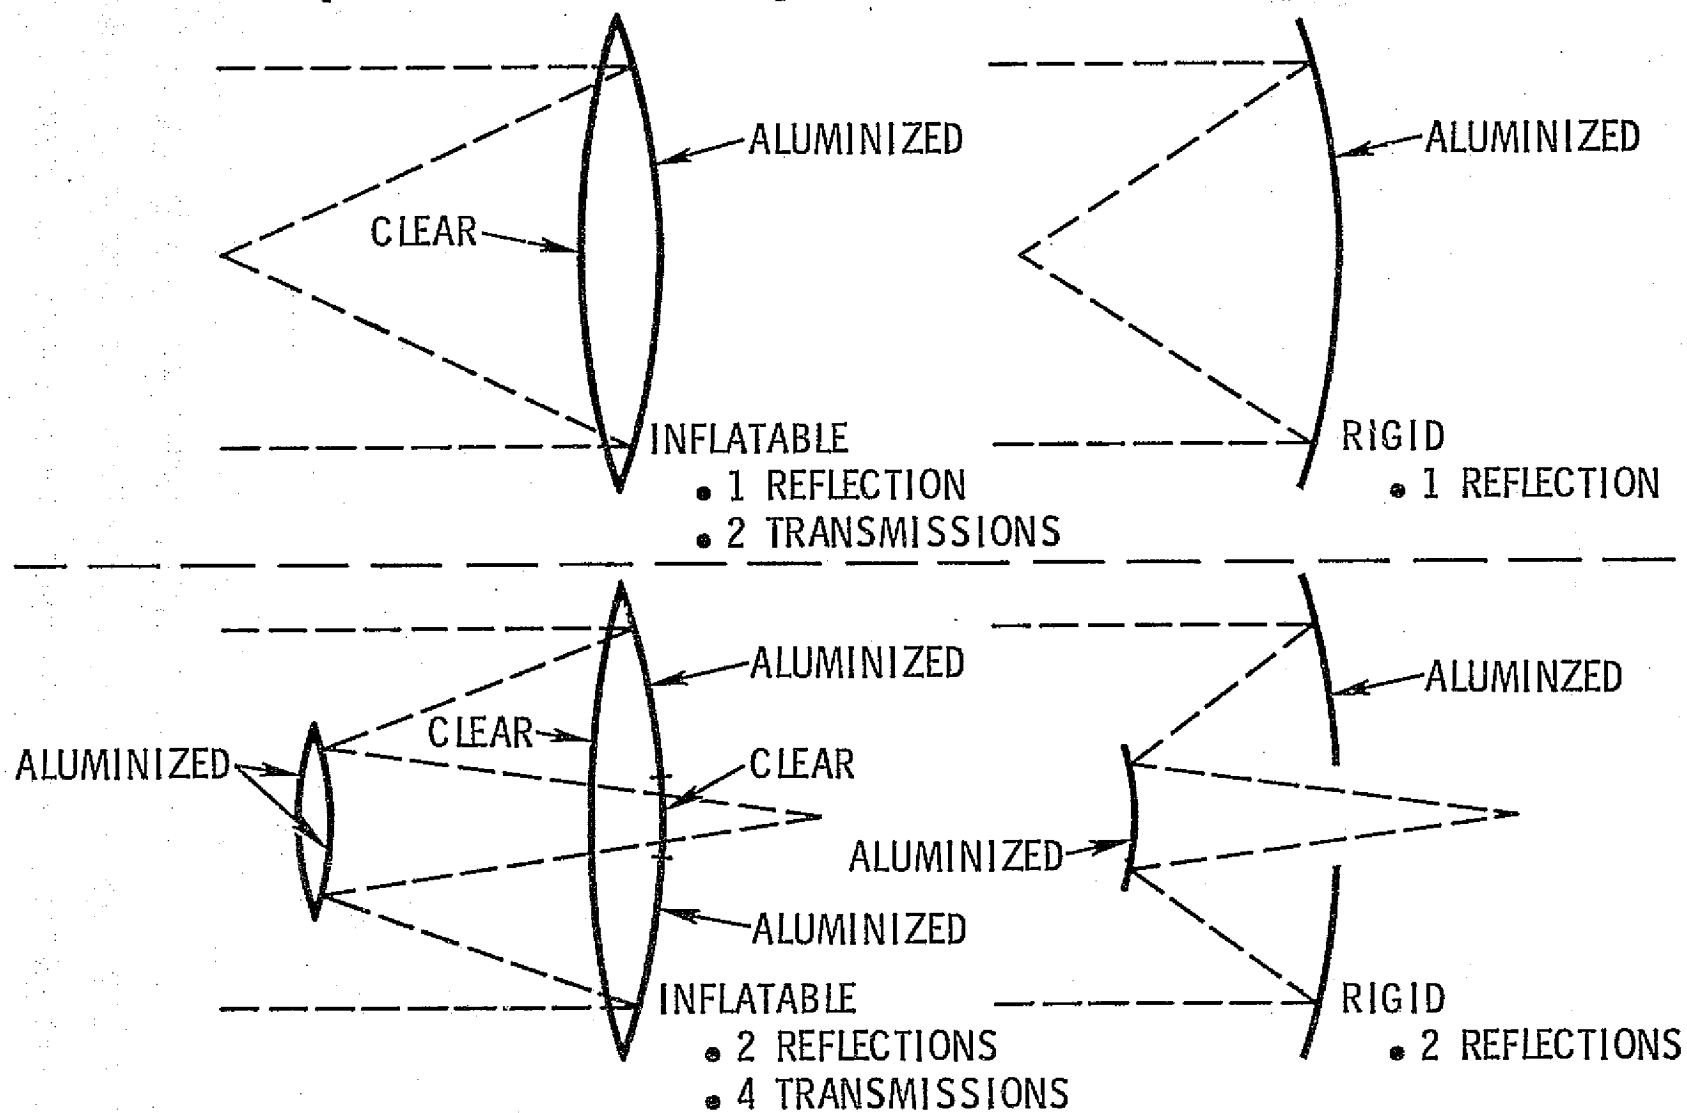 ALUMINIZED
CLEAR
INFLATABLE
• 1 REFLECTION
• 2 TRANSMISSIONS
ALUMINIZED
RIGID
• 1 REFLECTION
ALUMINIZED
CLEAR
ALUMINIZED
CLEAR
ALUMINIZED
INFLATABLE
• 2 REFLECTIONS
• 4 TRANSMISSIONS
ALUMINZED
ALUMINIZED
RIGID
• 2 REFLECTIONS